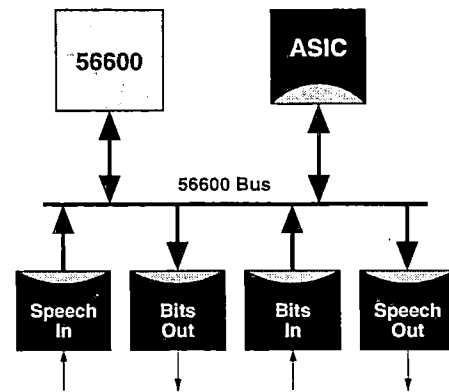 56600
ASIC
56600 Bus
Speech
In
Bits
Out
Bits
In
Speech
Out